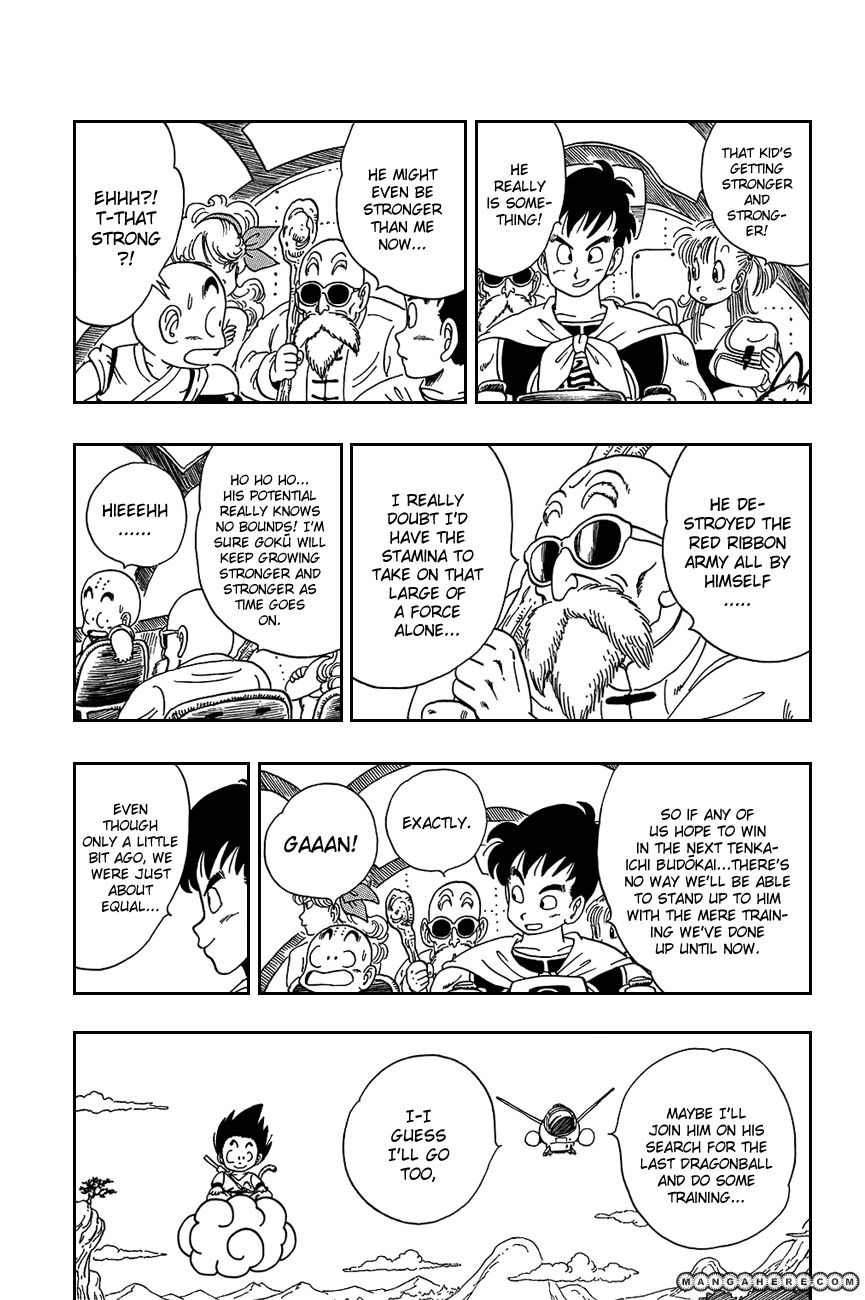 THAT KID'S
GETTING
STRONGER
AND
STRONG-
ER!
HE
REALLY
IS SOME-
THING!
HE MIGHT
EVEN BE
STRONGER
THAN ME
NOW...
EHHH?!
T-THAT
STRONG
?!
HE DE-
STROYED THE
RED RIBBON
ARMY ALL BY
HIMSELF
.....
I REALLY
DOUBT I'D
HAVE THE
STAMINA TO
TAKE ON THAT
LARGE OF
A FORCE
ALONE...
HO HO HO...
HIS POTENTIAL
REALLY KNOWS
NO BOUNDS! I'M
SURE GOKŪ WILL
KEEP GROWING
STRONGER AND
STRONGER AS
TIME GOES
ON.
HIEEEHH
......
SO IF ANY OF
US HOPE TO WIN
IN THE NEXT TENKA-
ICHI BUDŌKAI...THERE'S
NO WAY WE'LL BE ABLE
TO STAND UP TO HIM
WITH THE MERE TRAIN-
ING WE'VE DONE
UP UNTIL NOW.
EXACTLY.
GAAAN!
EVEN
THOUGH
ONLY A LITTLE
BIT AGO, WE
WERE JUST
ABOUT
EQUAL...
MAYBE I'LL
JOIN HIM ON HIS
SEARCH FOR THE
LAST DRAGONBALL
AND DO SOME
TRAINING...
I-I
GUESS
I'LL GO
TOO,
MANGAHERE.COM